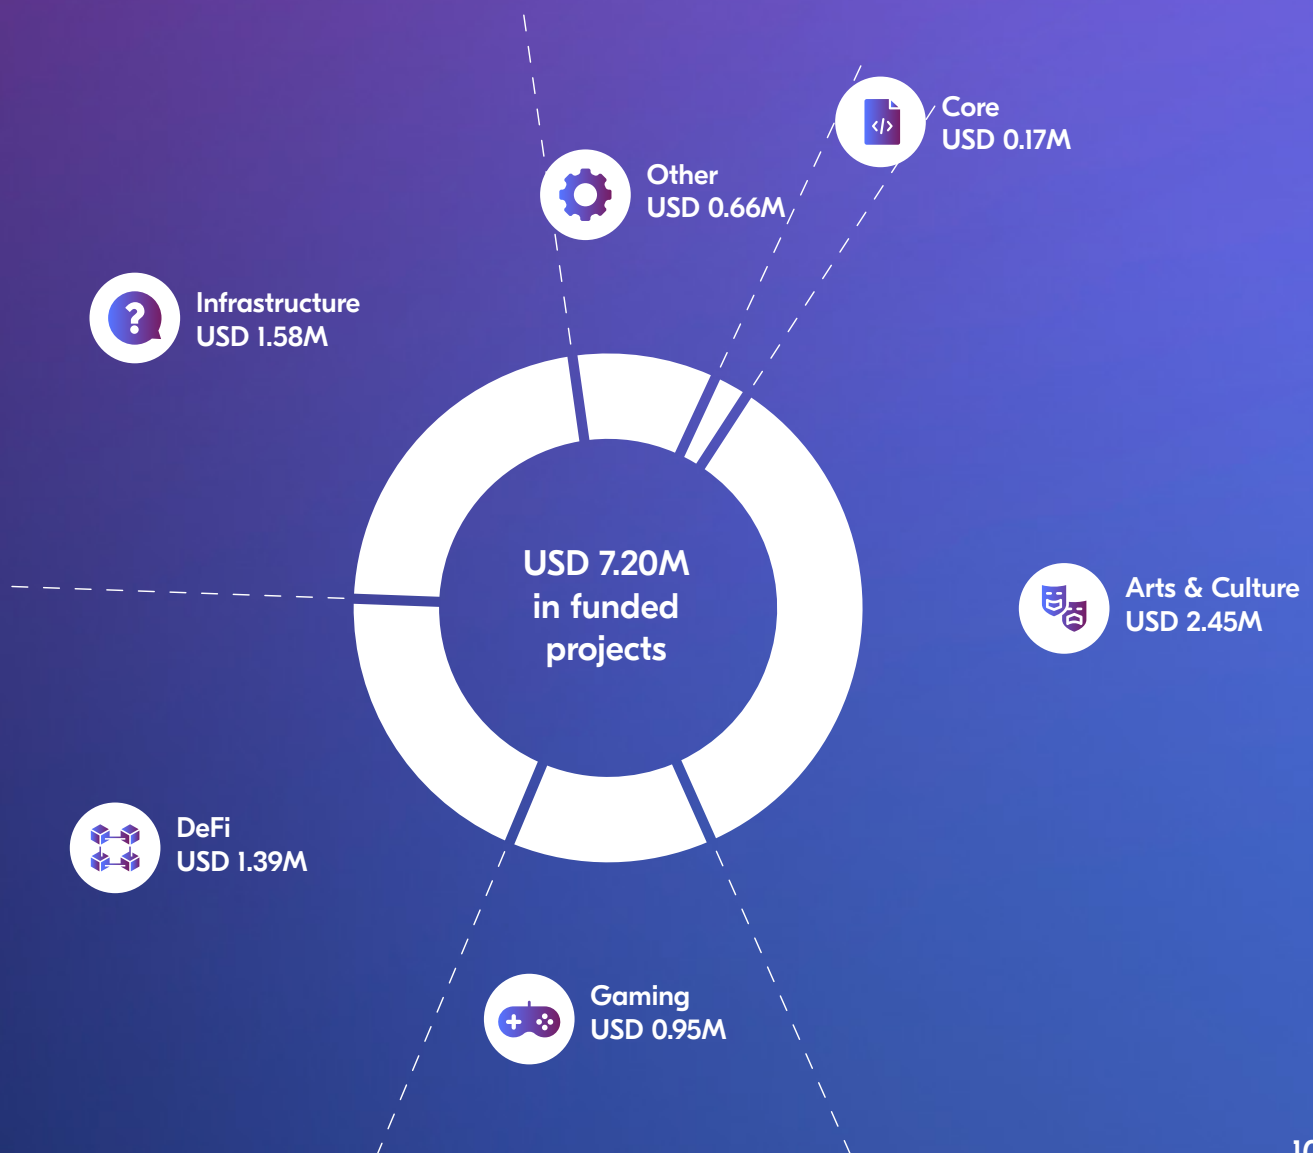 Core
USD 0.17M
Other
USD 0.66M
Infrastructure
USD 1.58M
USD 7.20M
in funded
projects
Arts & Culture
USD 2.45M
DeFi
USD 1.39M
Gaming
USD 0.95M